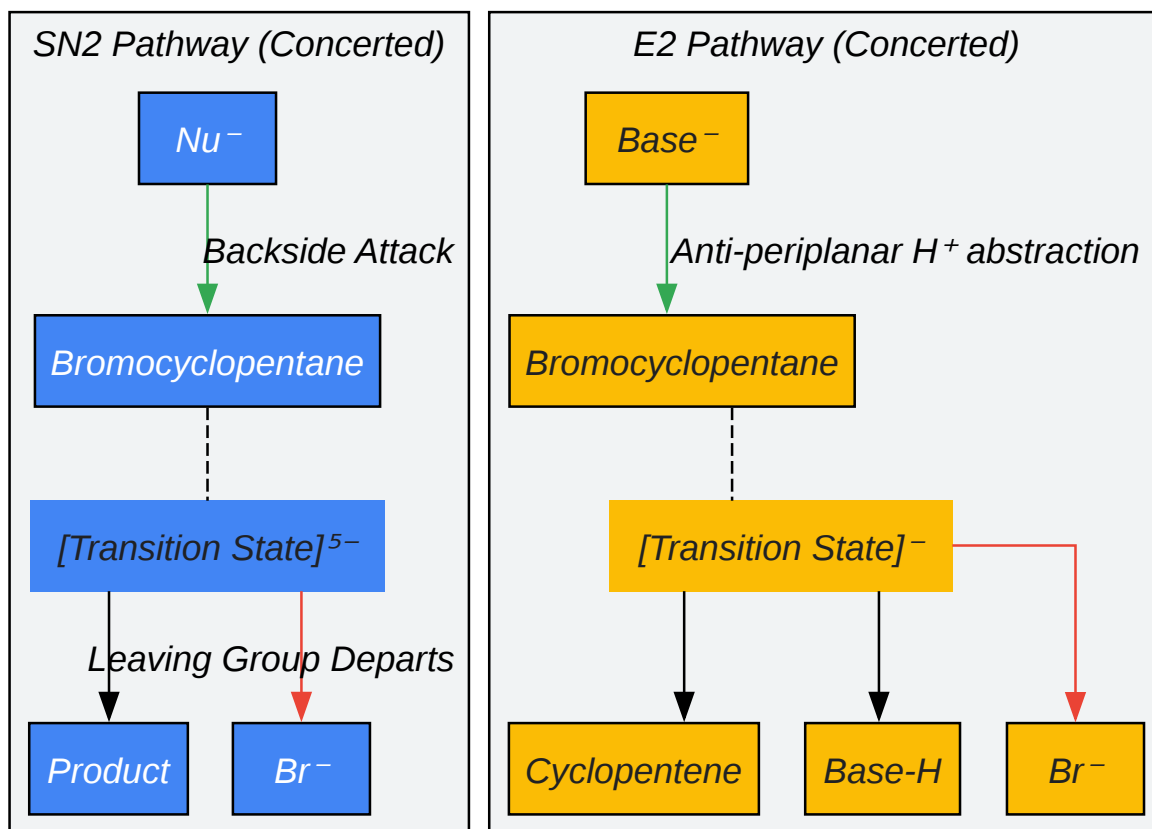 SN2 Pathway (Concerted)
Nu⁻
Backside Attack
Bromocyclopentane
[Transition State]⁵⁻
Leaving Group Departs
Product
Br⁻
E2 Pathway (Concerted)
Base⁻
Anti-periplanar H⁺ abstraction
Bromocyclopentane
[Transition State]⁻
Cyclopentene
Base-H
Br⁻